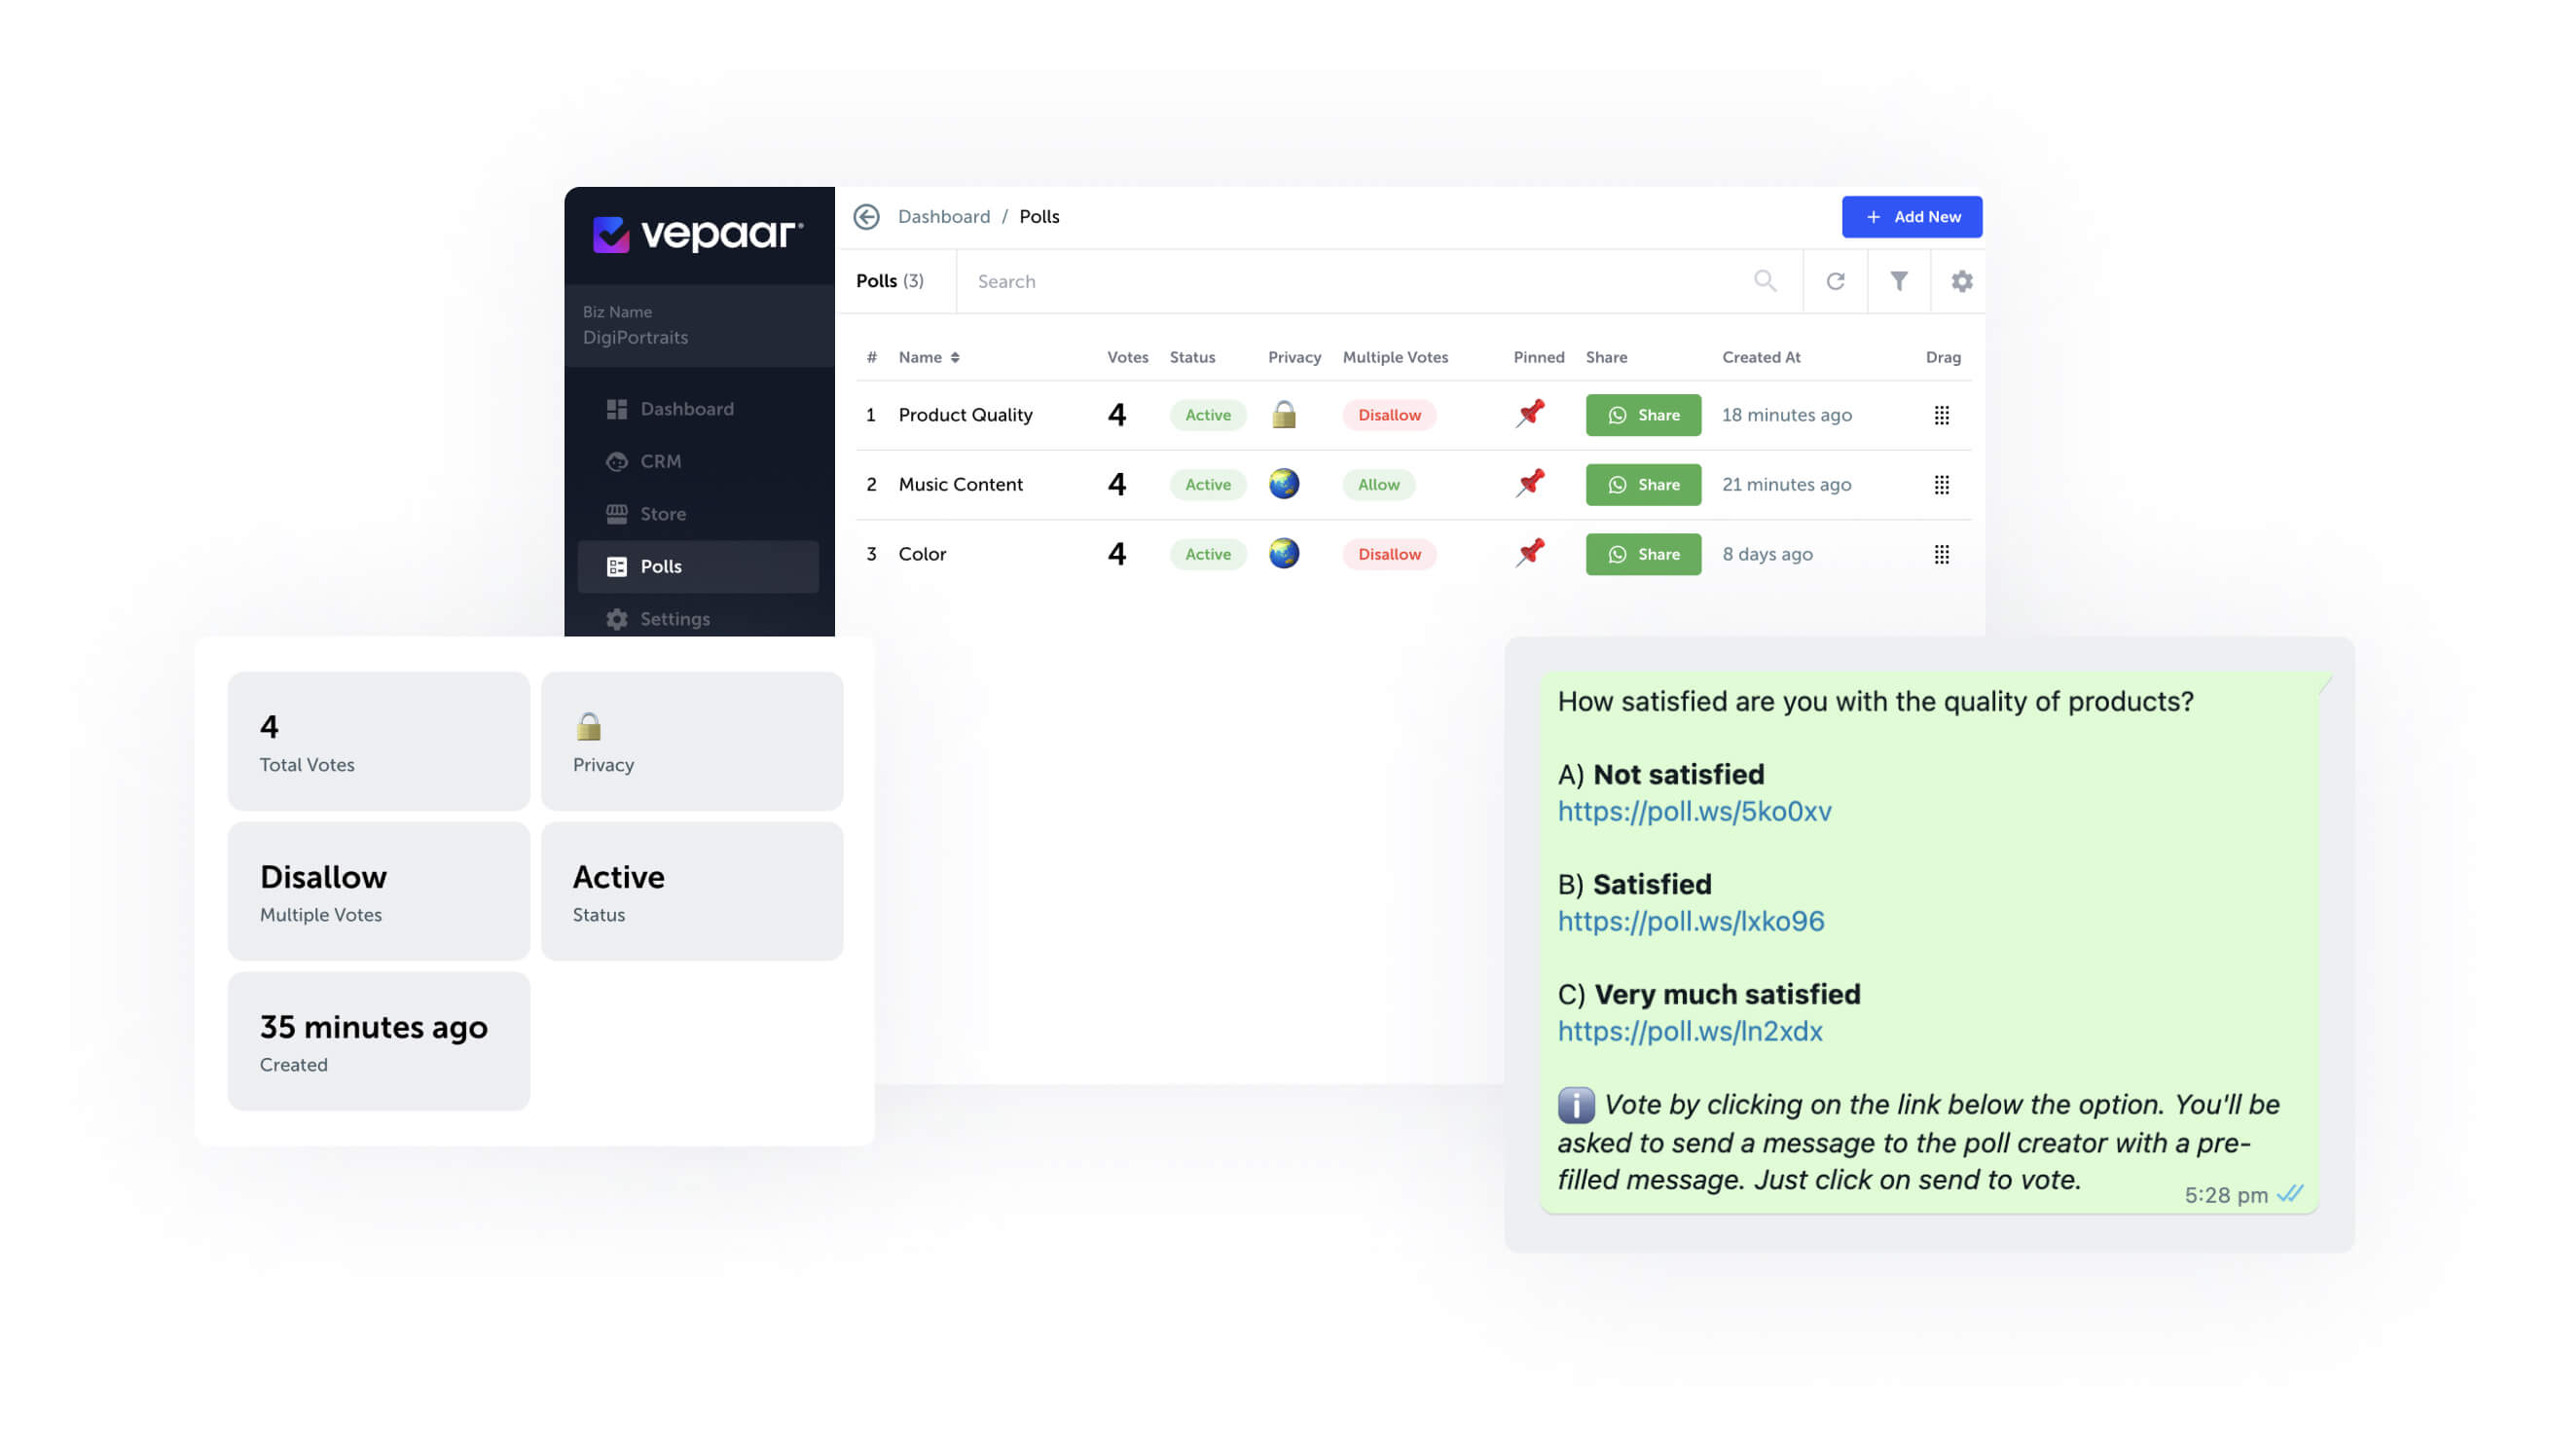 vepaar
Biz Name
DigiPortraits
Dashboard
CRM
Store
Polls
Settings
Dashboard / Polls
+ Add New
Polls (3)
Search
# Name Votes Status Privacy Multiple Votes Pinned Share Created At Drag
1 Product Quality 4 Active Disallow Share 18 minutes ago
2 Music Content 4 Active Allow Share 21 minutes ago
3 Color 4 Active Disallow Share 8 days ago
4
Total Votes
Privacy
Disallow
Multiple Votes
Active
Status
35 minutes ago
Created
How satisfied are you with the quality of products?
A) Not satisfied
https://poll.ws/5ko0xv
B) Satisfied
https://poll.ws/lxko96
C) Very much satisfied
https://poll.ws/ln2xdx
Vote by clicking on the link below the option. You'll be
asked to send a message to the poll creator with a pre-
filled message. Just click on send to vote.
5:28 pm